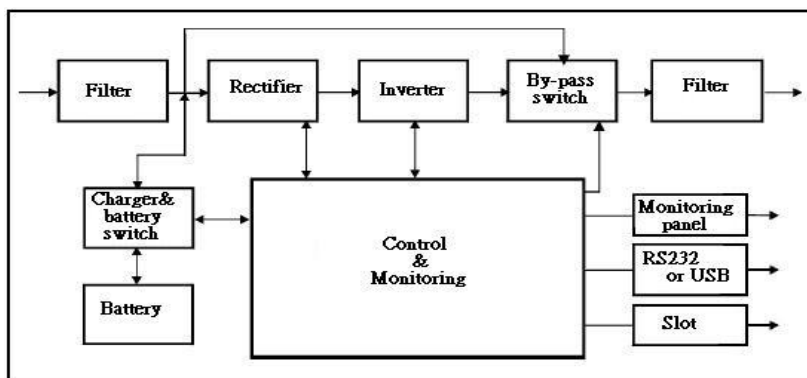 Filter
Rectifier
Inverter
By-pass
switch
Filter
Charger&
battery
switch
Battery
Control
&
Monitoring
Monitoring
panel
RS232
or USB
Slot